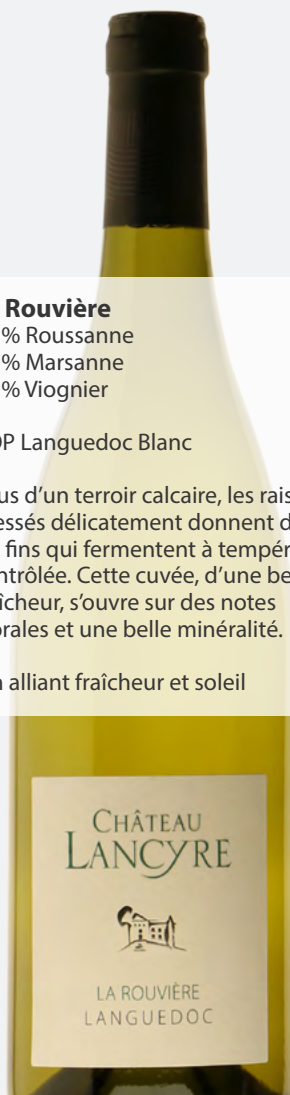 Rouvière
% Roussanne
% Marsanne
% Viognier
OP Languedoc Blanc
us d’un terroir calcaire, les rais
essés délicatement donnent d
fins qui fermentent à tempér
ntrôlée. Cette cuvée, d’une be
îcheur, s’ouvre sur des notes
orales et une belle minéralité.
alliant fraîcheur et soleil
CHÂTEAU
LANCYRE
LA ROUVIÈRE
LANGUEDOC